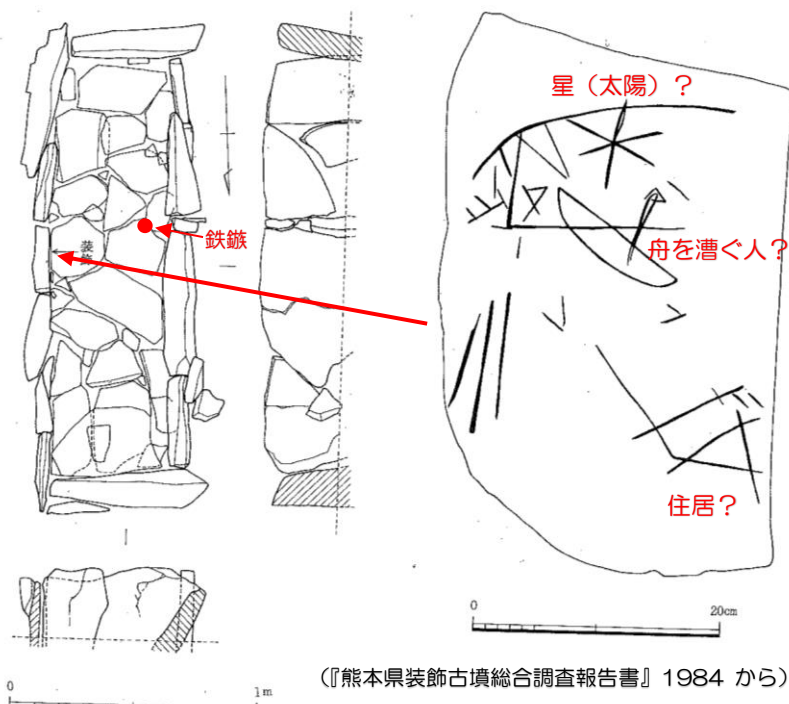 星（太陽）？
鉄鏃
装飾
舟を漕ぐ人？
住居？
0 20cm
（『熊本県装飾古墳総合調査報告書』1984 から）
0 1m